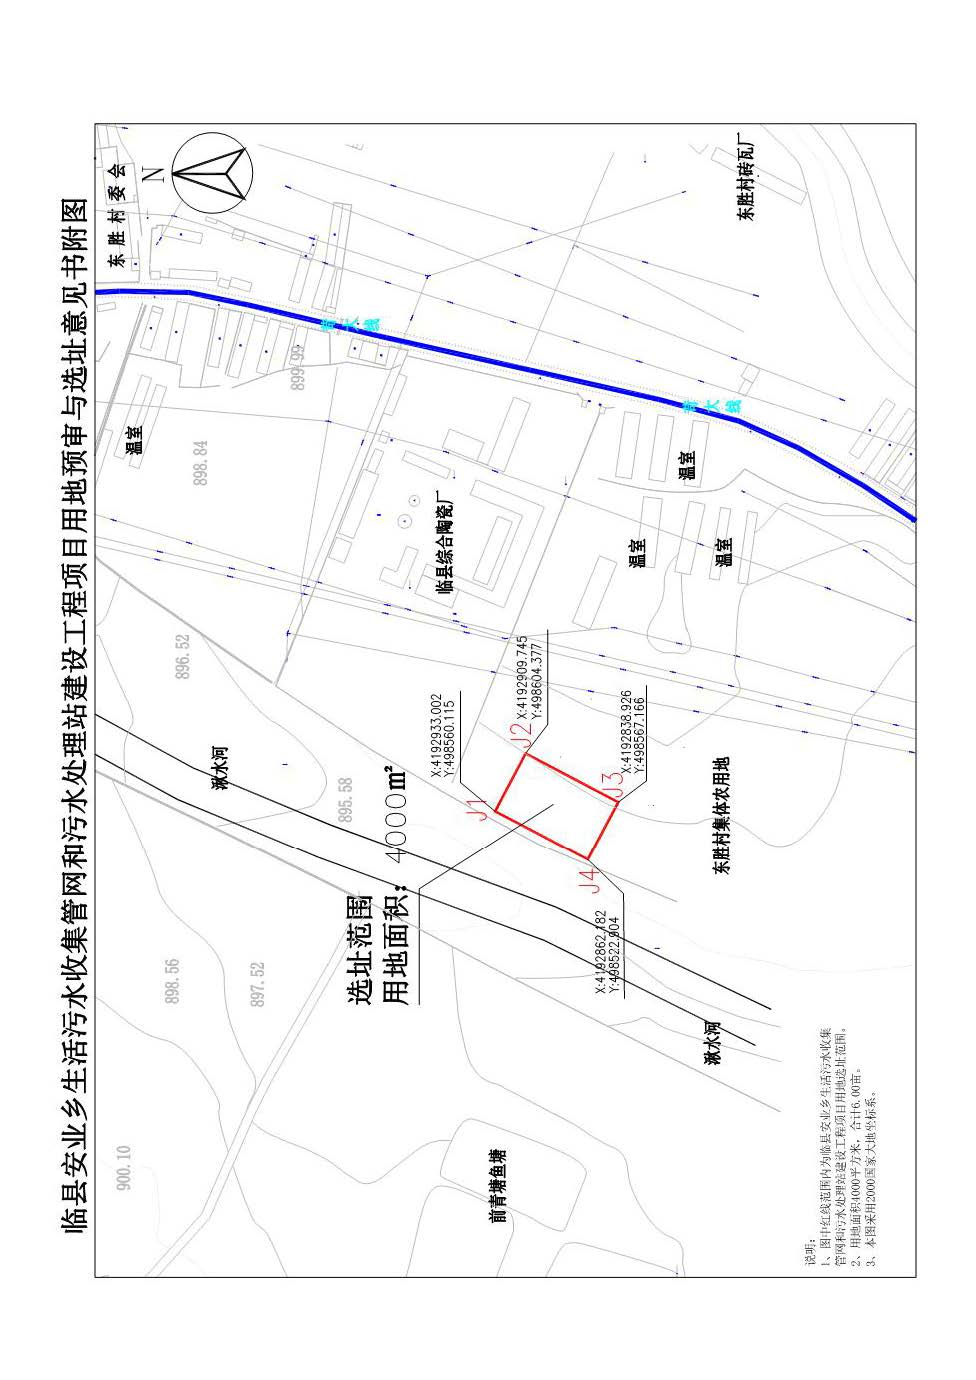 临县安业乡生活污水收集管网和污水处理站建设工程项目用地预审与选址意见书附图
东胜村委会
N
东胜村砖瓦厂
温室
898.84
899.99
896.52
临县综合陶瓷厂
温室
温室
温室
湫水河
895.58
选址范围
用地面积：4000m²
J1
X:4192933.002
Y:498560.115
J2
X:4192909.745
Y:498604.377
J3
X:4192838.926
Y:498567.166
J4
X:4192862.182
Y:498522.904
东胜村集体农用地
898.56
897.52
900.10
湫水河
前青塘鱼塘
说明：
1、图中红线范围内为临县安业乡生活污水收集
管网和污水处理站建设工程项目用地选址范围。
2、用地面积4000平方米，合计6.00亩。
3、本图采用2000国家大地坐标系。